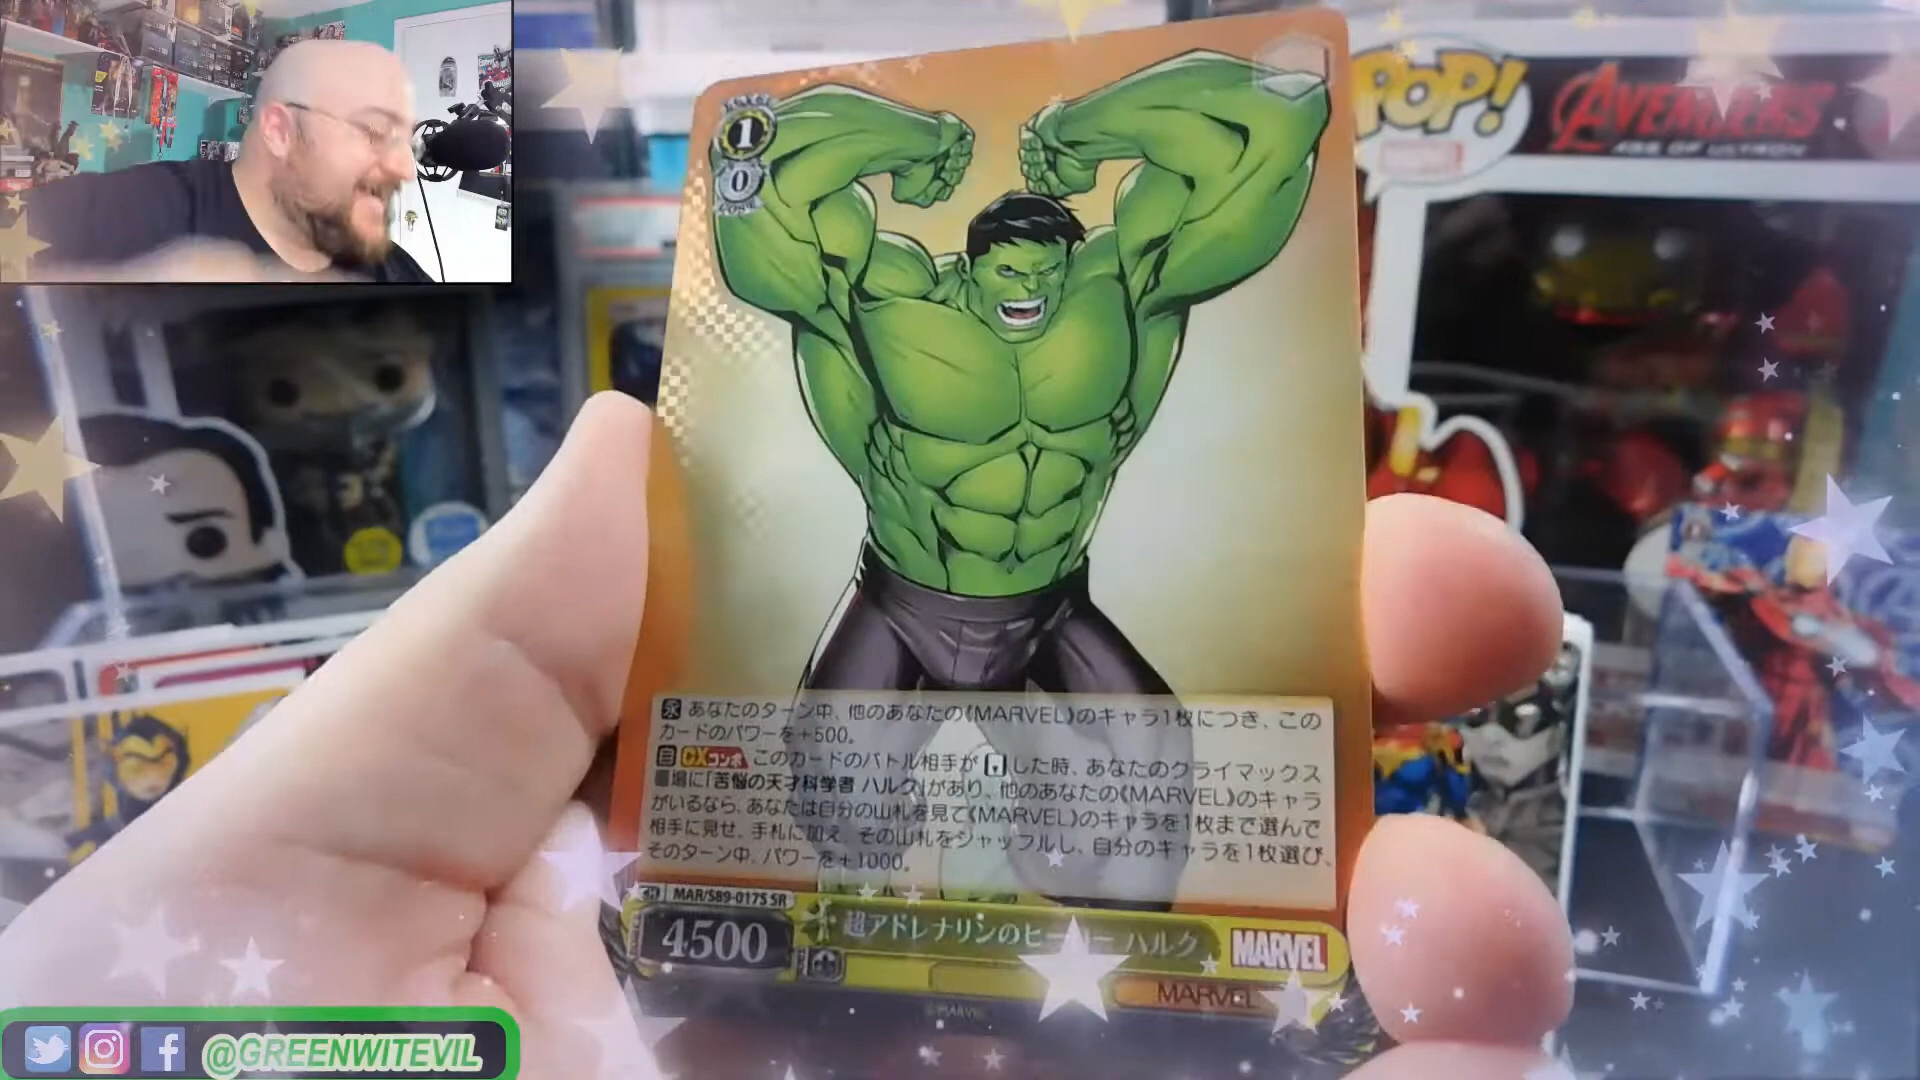 POP!
MARVEL
AVENGERS
AGE OF ULTRON
1
0
COST
永 あなたのターン中、他のあなたの《MARVEL》のキャラ1枚につき、この
カードのパワーを+500。
自 CXコンボ このカードのバトル相手が した時、あなたのクライマックス
置場に「苦悩の天才科学者 ハルク」があり、他のあなたの《MARVEL》のキャラ
がいるなら、あなたは自分の山札を見て《MARVEL》のキャラを1枚まで選んで
相手に見せ、手札に加え、その山札をシャッフルし、自分のキャラを1枚選び、
そのターン中、パワーを+1000。
MAR/S89-017S SR
4500
超アドレナリンのヒーロー ハルク
MARVEL
MARVEL
©MARVEL
@GREENWITEVIL